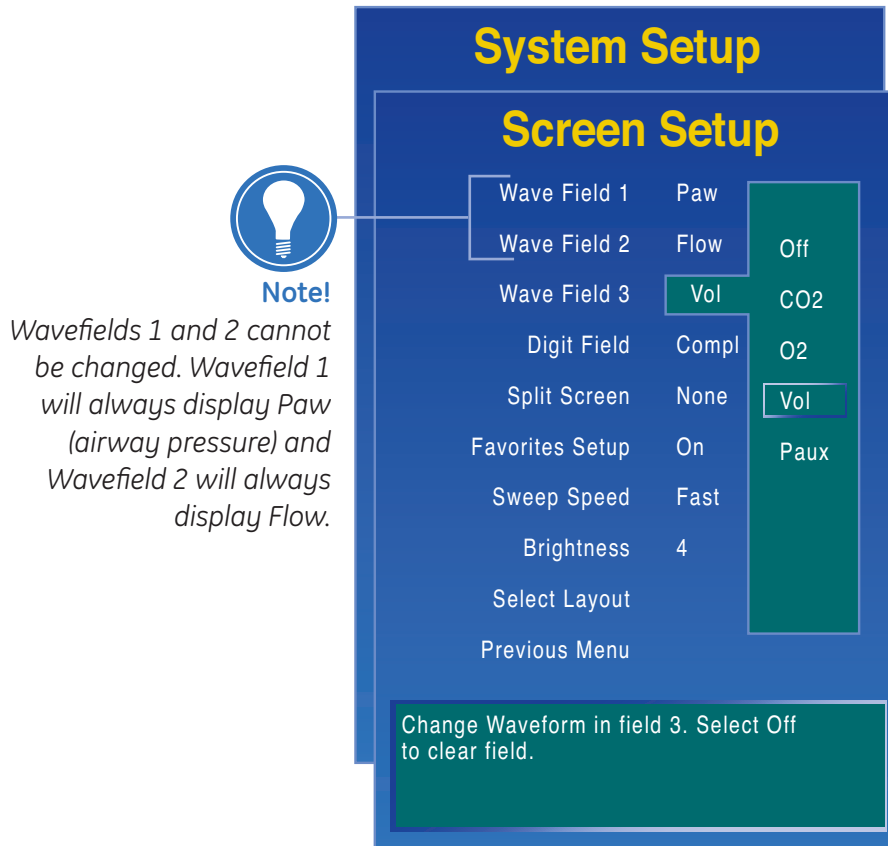 System Setup
Screen Setup
Note!
Wavefields 1 and 2 cannot
be changed. Wavefield 1
will always display Paw
(airway pressure) and
Wavefield 2 will always
display Flow.
Wave Field 1 Paw
Wave Field 2 Flow
Wave Field 3 Vol
Digit Field Compl
Split Screen None
Favorites Setup On
Sweep Speed Fast
Brightness 4
Select Layout
Previous Menu
Off
CO2
O2
Vol
Paux
Change Waveform in field 3. Select Off
to clear field.